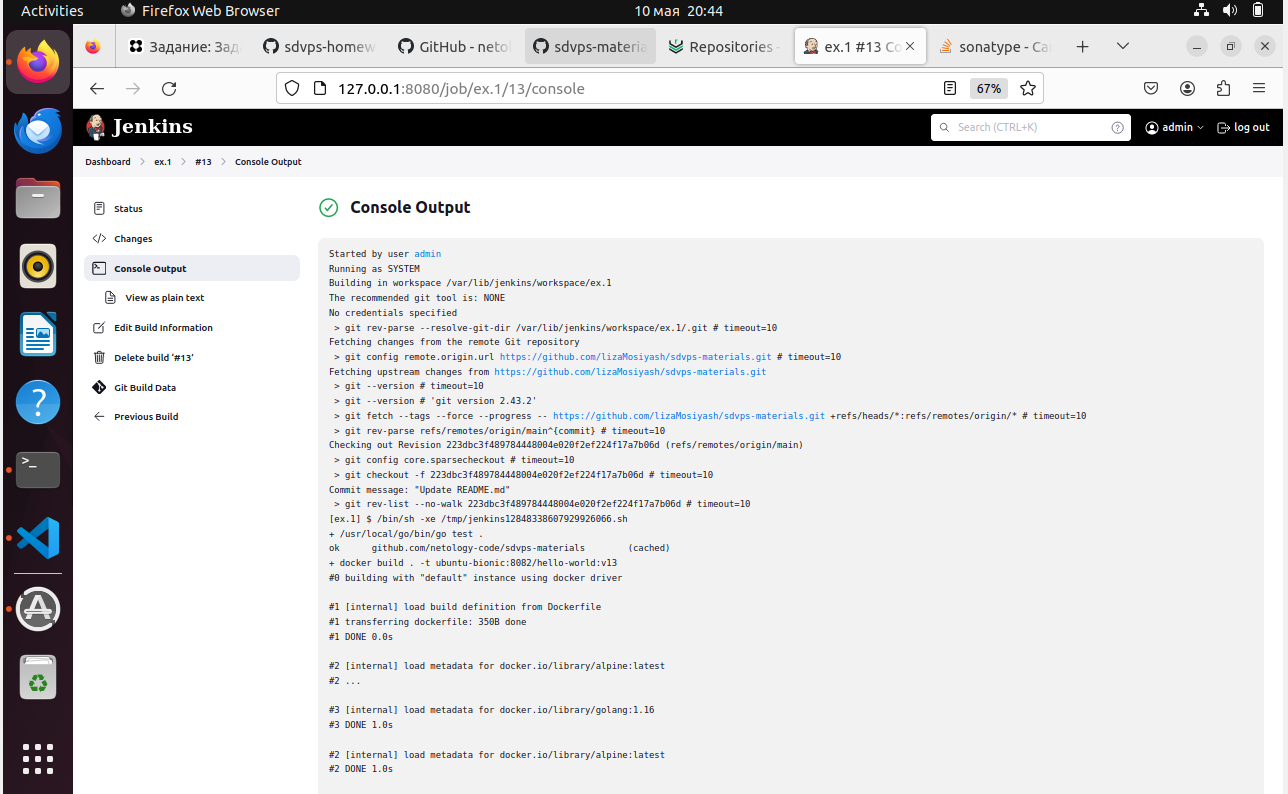 Activities
Firefox Web Browser
10 мая 20:44
Задание: Зад
sdvps-homew
GitHub - neto
sdvps-materia
Repositories -
ex.1 #13 Co
sonatype - Ca
127.0.0.1:8080/job/ex.1/13/console
67%
Jenkins
Search (CTRL+K)
admin
log out
Dashboard > ex.1 > #13 > Console Output
Status
Changes
Console Output
View as plain text
Edit Build Information
Delete build ‘#13’
Git Build Data
Previous Build
Console Output
Started by user admin
Running as SYSTEM
Building in workspace /var/lib/jenkins/workspace/ex.1
The recommended git tool is: NONE
No credentials specified
 > git rev-parse --resolve-git-dir /var/lib/jenkins/workspace/ex.1/.git # timeout=10
Fetching changes from the remote Git repository
 > git config remote.origin.url https://github.com/lizaMosiyash/sdvps-materials.git # timeout=10
Fetching upstream changes from https://github.com/lizaMosiyash/sdvps-materials.git
 > git --version # timeout=10
 > git --version # 'git version 2.43.2'
 > git fetch --tags --force --progress -- https://github.com/lizaMosiyash/sdvps-materials.git +refs/heads/*:refs/remotes/origin/* # timeout=10
 > git rev-parse refs/remotes/origin/main^{commit} # timeout=10
Checking out Revision 223dbc3f489784448004e020f2ef224f17a7b06d (refs/remotes/origin/main)
 > git config core.sparsecheckout # timeout=10
 > git checkout -f 223dbc3f489784448004e020f2ef224f17a7b06d # timeout=10
Commit message: "Update README.md"
 > git rev-list --no-walk 223dbc3f489784448004e020f2ef224f17a7b06d # timeout=10
[ex.1] $ /bin/sh -xe /tmp/jenkins12848338607929926066.sh
+ /usr/local/go/bin/go test .
ok github.com/netology-code/sdvps-materials (cached)
+ docker build . -t ubuntu-bionic:8082/hello-world:v13
#0 building with "default" instance using docker driver
#1 [internal] load build definition from Dockerfile
#1 transferring dockerfile: 350B done
#1 DONE 0.0s
#2 [internal] load metadata for docker.io/library/alpine:latest
#2 ...
#3 [internal] load metadata for docker.io/library/golang:1.16
#3 DONE 1.0s
#2 [internal] load metadata for docker.io/library/alpine:latest
#2 DONE 1.0s